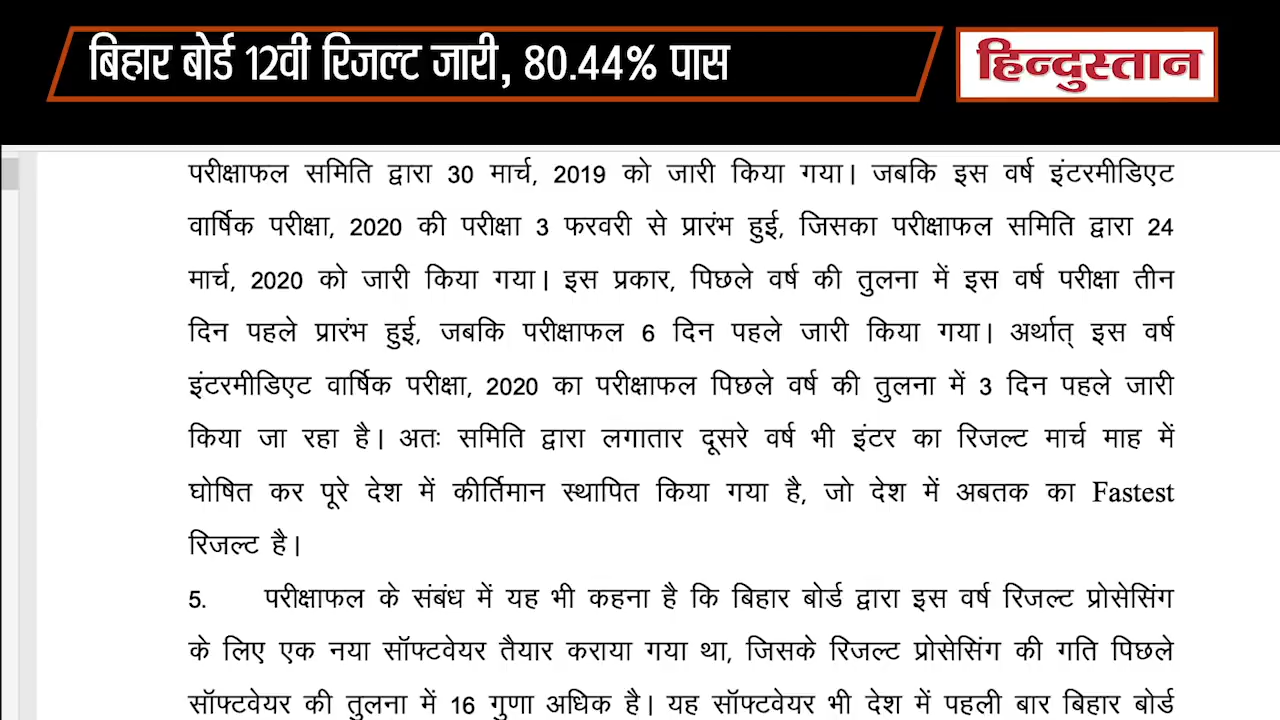 बिहार बोर्ड 12वी रिजल्ट जारी, 80.44% पास
हिन्दुस्तान
परीक्षाफल समिति द्वारा 30 मार्च, 2019 को जारी किया गया। जबकि इस वर्ष इंटरमीडिएट
वार्षिक परीक्षा, 2020 की परीक्षा 3 फरवरी से प्रारंभ हुई, जिसका परीक्षाफल समिति द्वारा 24
मार्च, 2020 को जारी किया गया। इस प्रकार, पिछले वर्ष की तुलना में इस वर्ष परीक्षा तीन
दिन पहले प्रारंभ हुई, जबकि परीक्षाफल 6 दिन पहले जारी किया गया। अर्थात् इस वर्ष
इंटरमीडिएट वार्षिक परीक्षा, 2020 का परीक्षाफल पिछले वर्ष की तुलना में 3 दिन पहले जारी
किया जा रहा है। अतः समिति द्वारा लगातार दूसरे वर्ष भी इंटर का रिजल्ट मार्च माह में
घोषित कर पूरे देश में कीर्तिमान स्थापित किया गया है, जो देश में अबतक का Fastest
रिजल्ट है।
5. परीक्षाफल के संबंध में यह भी कहना है कि बिहार बोर्ड द्वारा इस वर्ष रिजल्ट प्रोसेसिंग
के लिए एक नया सॉफ्टवेयर तैयार कराया गया था, जिसके रिजल्ट प्रोसेसिंग की गति पिछले
सॉफ्टवेयर की तुलना में 16 गुणा अधिक है। यह सॉफ्टवेयर भी देश में पहली बार बिहार बोर्ड